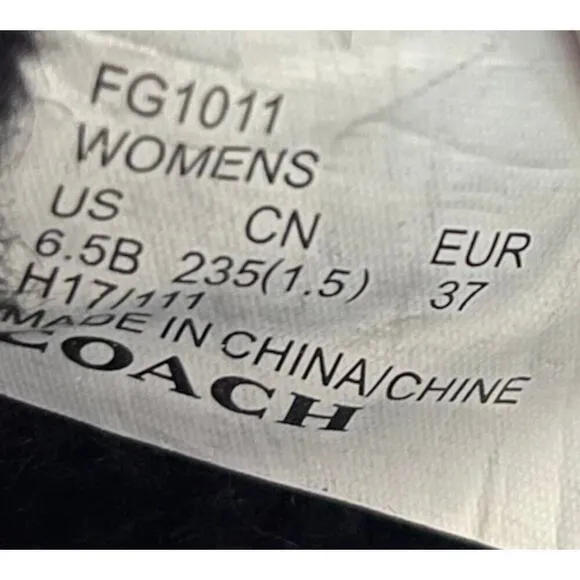 FG1011
WOMENS
US CN EUR
6.5B 235(1.5) 37
H17/111
MADE IN CHINA/CHINE
COACH